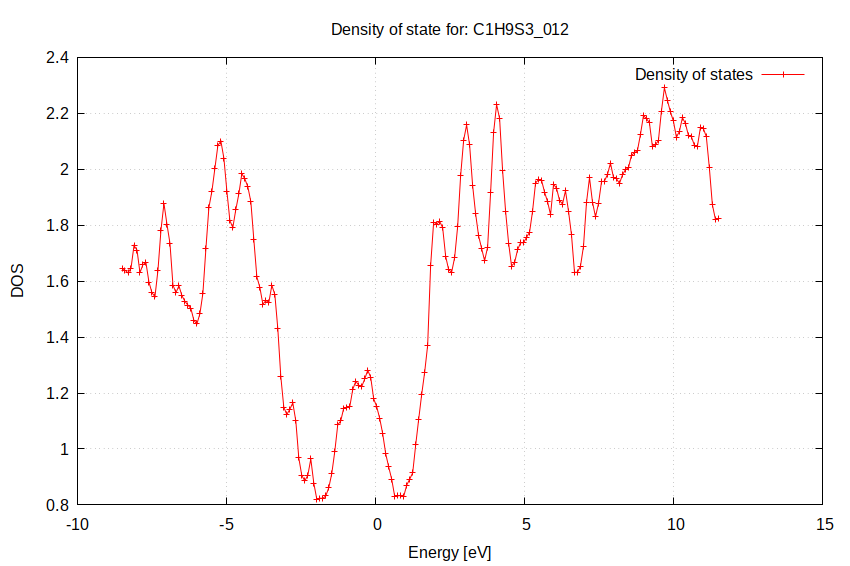 Density of state for: C1H9S3_012
Density of states
2.4
2.2
2
1.8
1.6
1.4
1.2
1
0.8
DOS
-10 -5 0 5 10 15
Energy [eV]